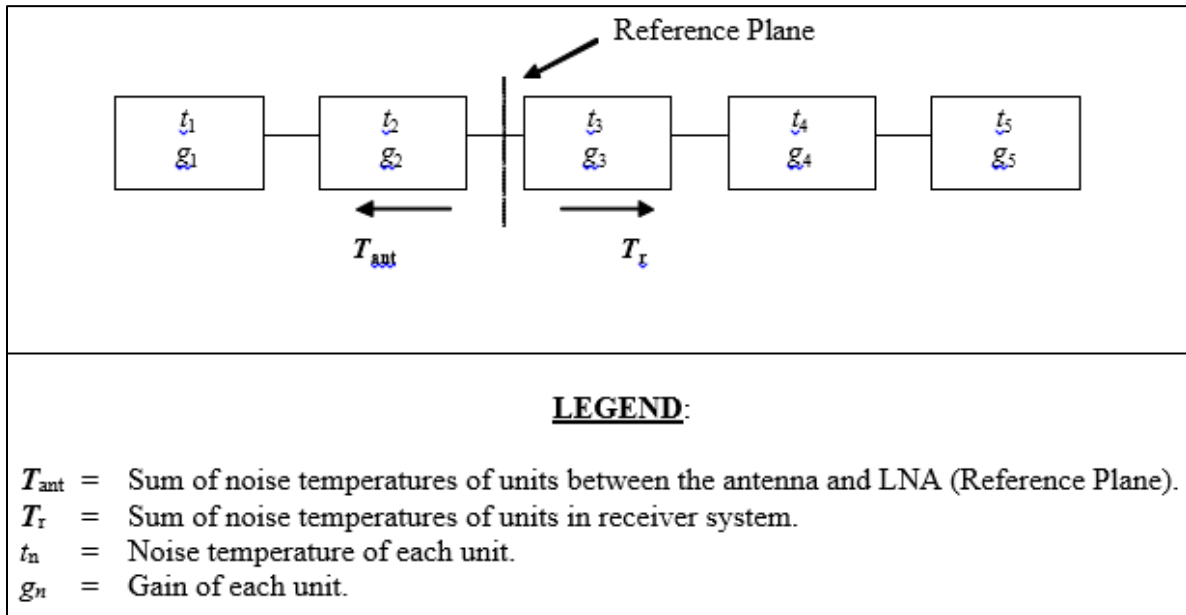 Reference Plane
t₁ t₂ t₃ t₄ t₅
g₁ g₂ g₃ g₄ g₅
Tₐₙₜ Tᵣ
LEGEND:
Tₐₙₜ = Sum of noise temperatures of units between the antenna and LNA (Reference Plane).
Tᵣ = Sum of noise temperatures of units in receiver system.
tₙ = Noise temperature of each unit.
gₙ = Gain of each unit.